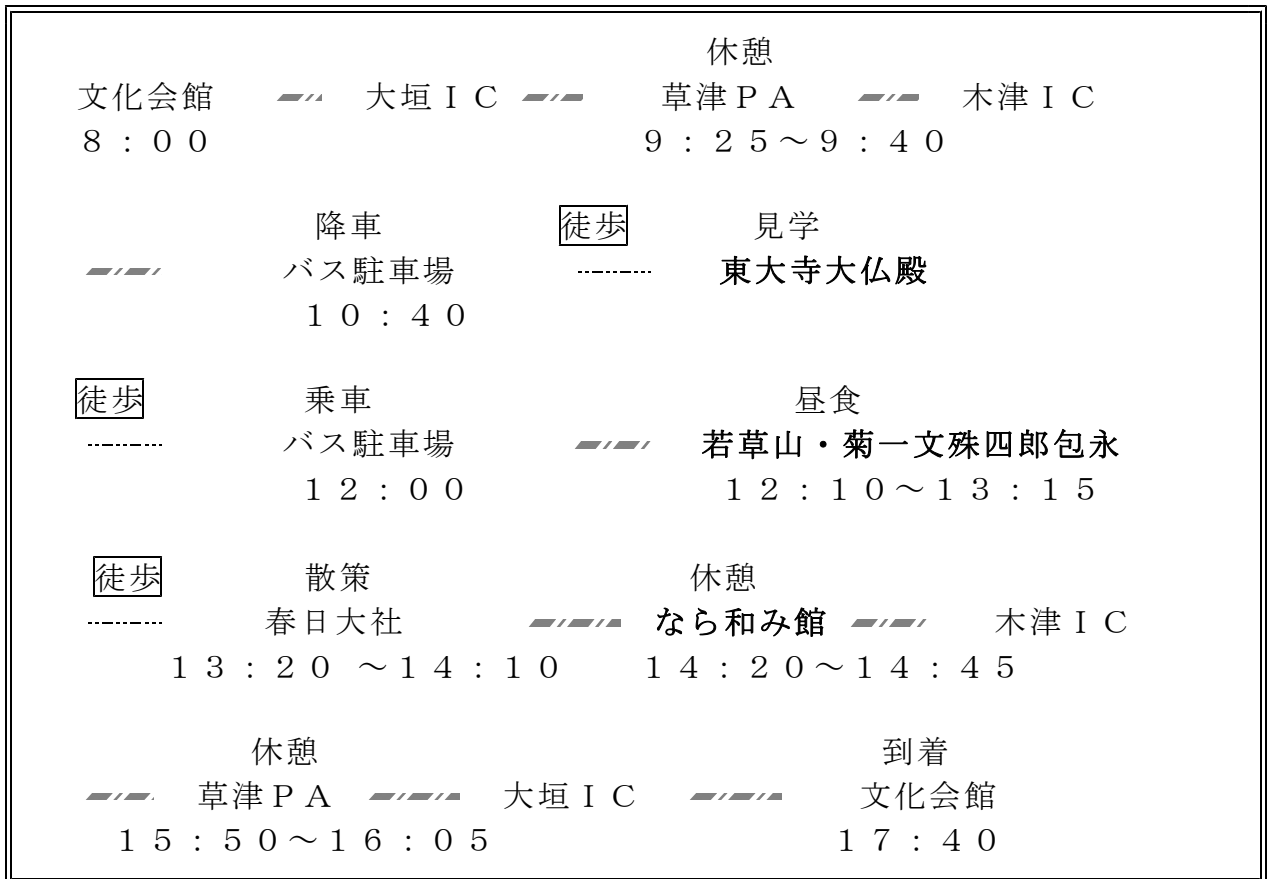 休憩
文化会館 大垣ＩＣ 草津ＰＡ 木津ＩＣ
８：００ ９：２５～９：４０
降車 徒歩 見学
バス駐車場 東大寺大仏殿
１０：４０
徒歩 乗車 昼食
バス駐車場 若草山・菊一文殊四郎包永
１２：００ １２：１０～１３：１５
徒歩 散策 休憩
春日大社 なら和み館 木津ＩＣ
１３：２０ ～１４：１０ １４：２０～１４：４５
休憩 到着
草津ＰＡ 大垣ＩＣ 文化会館
１５：５０～１６：０５ １７：４０